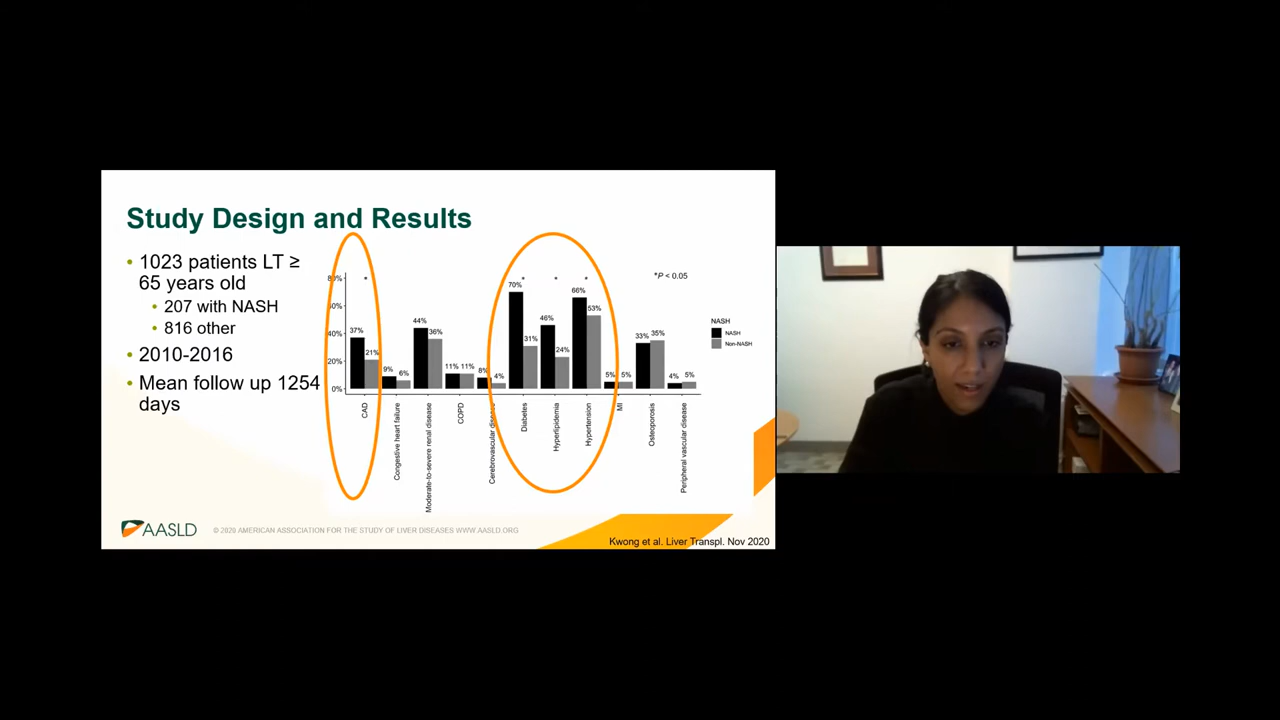 Study Design and Results
• 1023 patients LT ≥
65 years old
• 207 with NASH
• 816 other
• 2010-2016
• Mean follow up 1254
days
80%
60%
40%
20%
0%
*
*
*
*
*P < 0.05
37%
21%
9%
6%
44%
36%
11%
11%
8%
4%
70%
31%
46%
24%
66%
53%
5%
5%
33%
35%
4%
5%
CAD
Congestive heart failure
Moderate-to-severe renal disease
COPD
Cerebrovascular disease
Diabetes
Hyperlipidemia
Hypertension
MI
Osteoporosis
Peripheral vascular disease
NASH
NASH
Non-NASH
AASLD
© 2020 AMERICAN ASSOCIATION FOR THE STUDY OF LIVER DISEASES WWW.AASLD.ORG
Kwong et al. Liver Transpl. Nov 2020